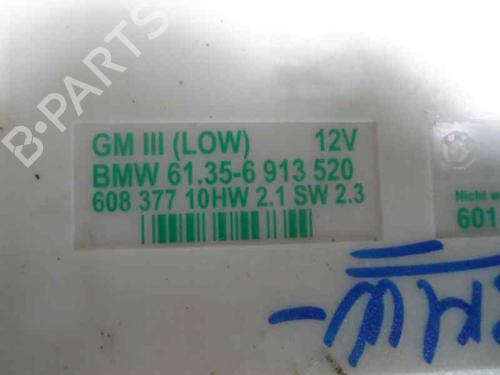 B-PARTS
GM III (LOW) 12V
BMW 61.35-6 913 520
608 377 10HW 2.1 SW 2.3
Nicht
601